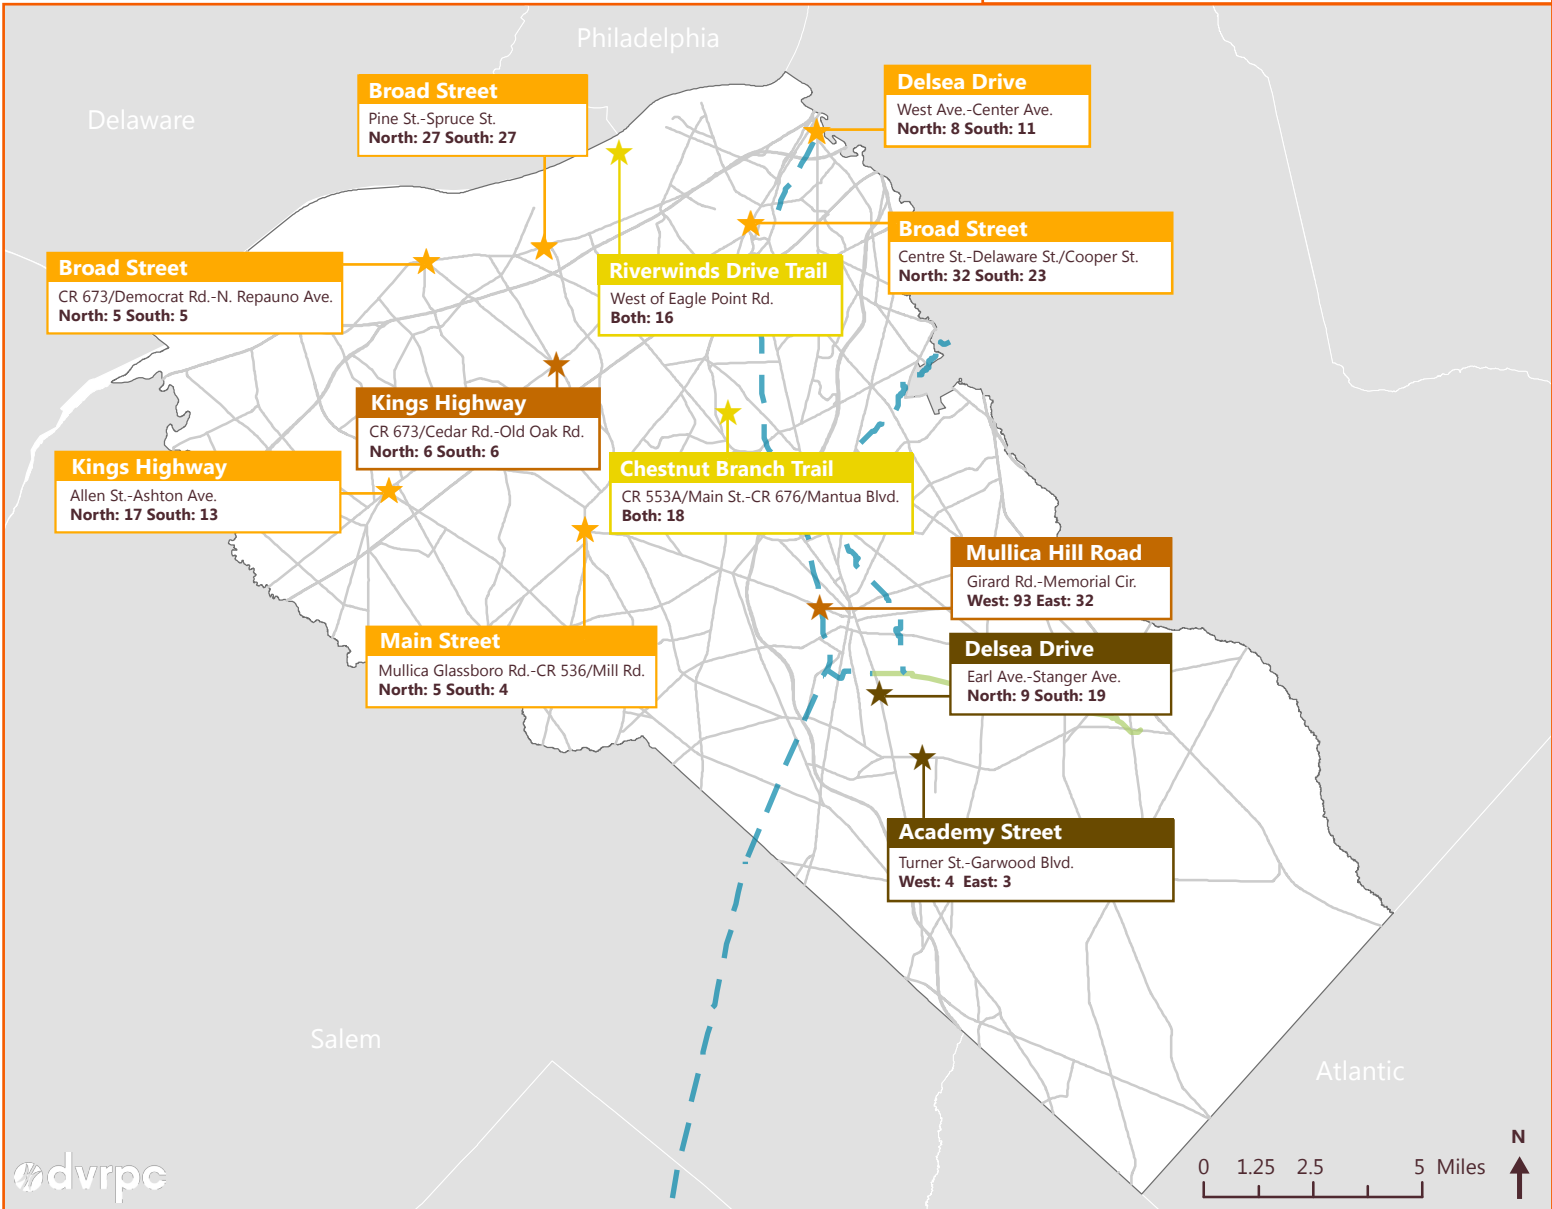 Philadelphia
Delaware
Broad Street
Pine St.-Spruce St.
North: 27 South: 27
Delsea Drive
West Ave.-Center Ave.
North: 8 South: 11
Broad Street
Centre St.-Delaware St./Cooper St.
North: 32 South: 23
Broad Street
CR 673/Democrat Rd.-N. Repauno Ave.
North: 5 South: 5
Riverwinds Drive Trail
West of Eagle Point Rd.
Both: 16
Kings Highway
CR 673/Cedar Rd.-Old Oak Rd.
North: 6 South: 6
Kings Highway
Allen St.-Ashton Ave.
North: 17 South: 13
Chestnut Branch Trail
CR 553A/Main St.-CR 676/Mantua Blvd.
Both: 18
Mullica Hill Road
Girard Rd.-Memorial Cir.
West: 93 East: 32
Main Street
Mullica Glassboro Rd.-CR 536/Mill Rd.
North: 5 South: 4
Delsea Drive
Earl Ave.-Stanger Ave.
North: 9 South: 19
Academy Street
Turner St.-Garwood Blvd.
West: 4 East: 3
Salem
Atlantic
N
0 1.25 2.5 5 Miles
dvrpc